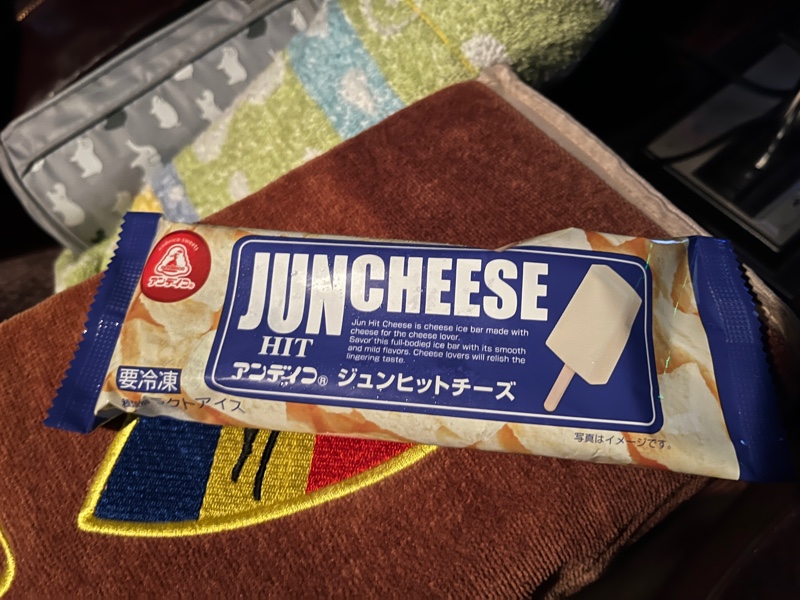 アンデイコ®
JUN CHEESE
HIT
Jun Hit Cheese is cheese ice bar made with
cheese for the cheese lover.
Savor this full-bodied ice bar with its smooth
and mild flavors. Cheese lovers will relish the
lingering taste.
アンデイコ® ジュンヒットチーズ
要冷凍
クトアイス
写真はイメージです。